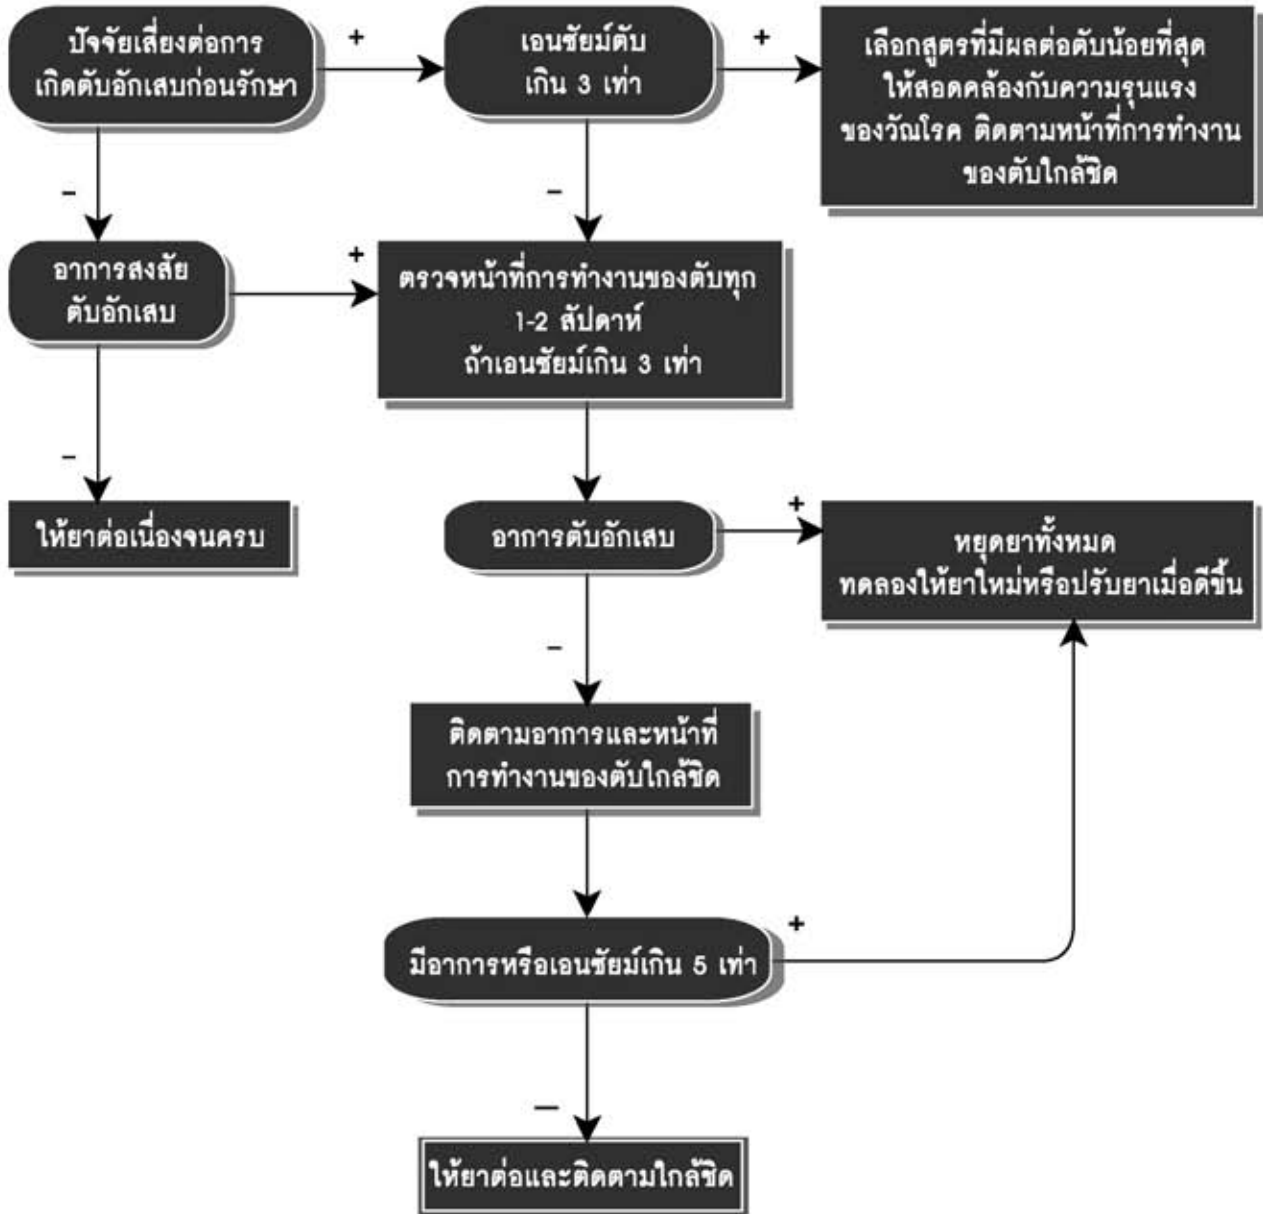 ปัจจัยเสี่ยงต่อการ
เกิดตับอักเสบก่อนรักษา
+
เอนซัยม์ตับ
เกิน 3 เท่า
+
เลือกสูตรที่มีผลต่อตับน้อยที่สุด
ให้สอดคล้องกับความรุนแรง
ของวัณโรค ติดตามหน้าที่การทำงาน
ของตับใกล้ชิด
–
–
อาการสงสัย
ตับอักเสบ
+
ตรวจหน้าที่การทำงานของตับทุก
1-2 สัปดาห์
ถ้าเอนซัยม์เกิน 3 เท่า
–
ให้ยาต่อเนื่องจนครบ
อาการตับอักเสบ
+
หยุดยาทั้งหมด
ทดลองให้ยาใหม่หรือปรับยาเมื่อดีขึ้น
–
ติดตามอาการและหน้าที่
การทำงานของตับใกล้ชิด
มีอาการหรือเอนซัยม์เกิน 5 เท่า
+
–
ให้ยาต่อและติดตามใกล้ชิด